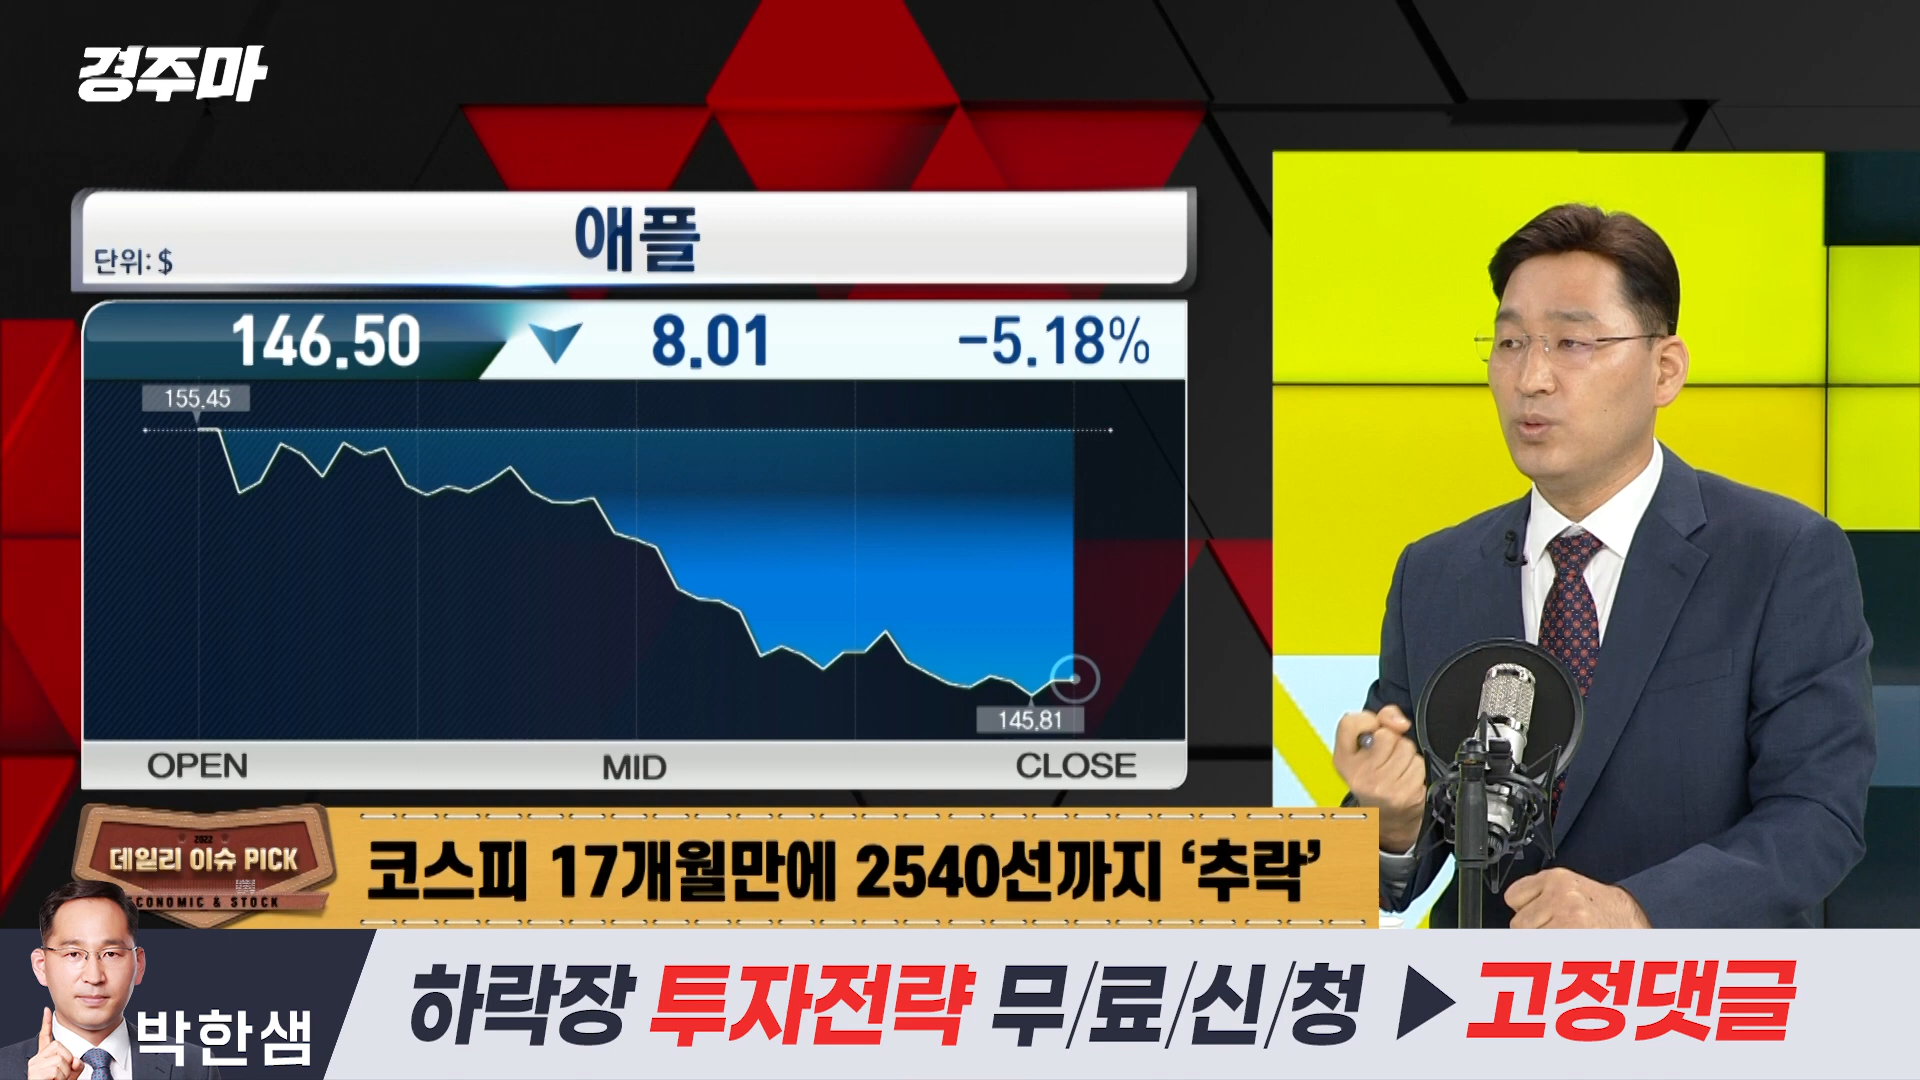 경주마
애플
단위: $
146.50 8.01 -5.18%
155.45
145.81
OPEN MID CLOSE
2022
데일리 이슈 PICK
ECONOMIC & STOCK
코스피 17개월만에 2540선까지 ‘추락’
박한샘
하락장 투자전략 무/료/신/청 ▶ 고정댓글